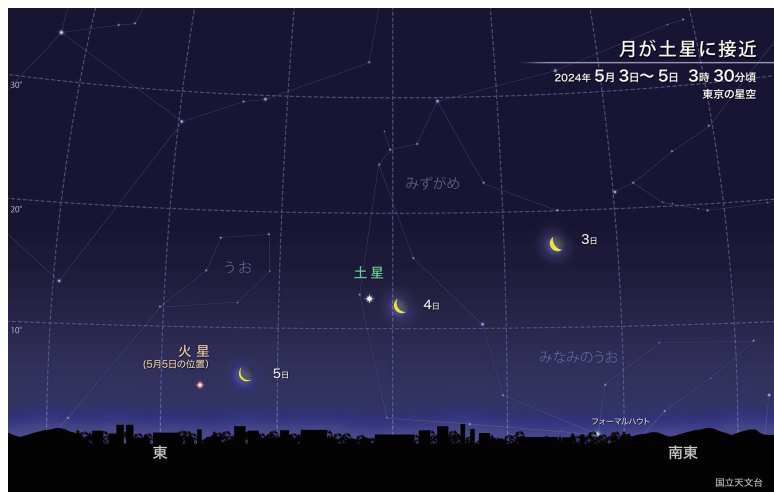 月が土星に接近
2024年 5月 3日〜 5日 3時 30分頃
東京の星空
30°
みずがめ
20°
3日
うお
土星
4日
10°
火星
(5月5日の位置)
みなみのうお
5日
フォーマルハウト
東
南東
国立天文台